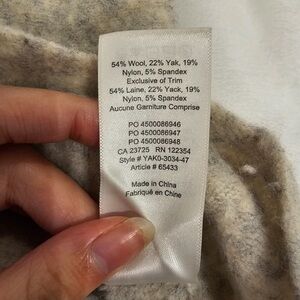 54% Wool, 22% Yak, 19%
Nylon, 5% Spandex
Exclusive of Trim
54% Laine, 22% Yack, 19%
Nylon, 5% Spandex
Aucune Garniture Comprise
PO 4500086946
PO 4500086947
PO 4500086948
CA 23725 RN 122354
Style # YAK0-3034-47
Article # 65433
Made in China
Fabriqué en Chine